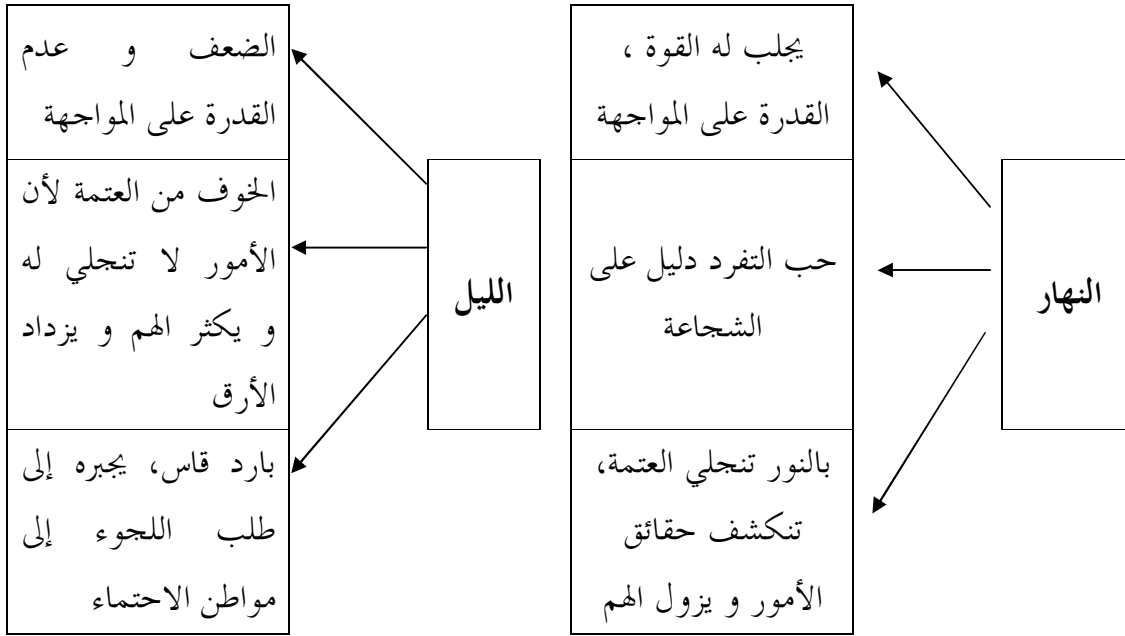 النهار
يجلب له القوة ،
القدرة على المواجهة
حب التفرد دليل على
الشجاعة
بالنور تنجلي العتمة،
تنكشف حقائق
الأمور و يزول الهم
الليل
الضعف و عدم
القدرة على المواجهة
الخوف من العتمة لأن
الأمور لا تنجلي له
و يكثر الهم و يزداد
الأرق
بارد قاس، يجبره إلى
طلب اللجوء إلى
مواطن الاحتماء